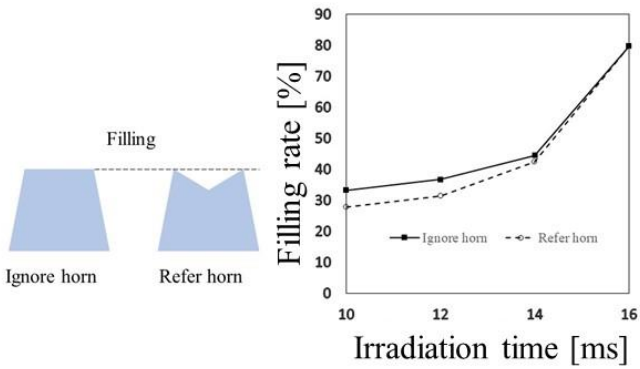 Filling
Ignore horn
Refer horn
Filling rate [%]
90
80
70
60
50
40
30
20
10
0
Ignore horn
Refer horn
10
12
14
16
Irradiation time [ms]